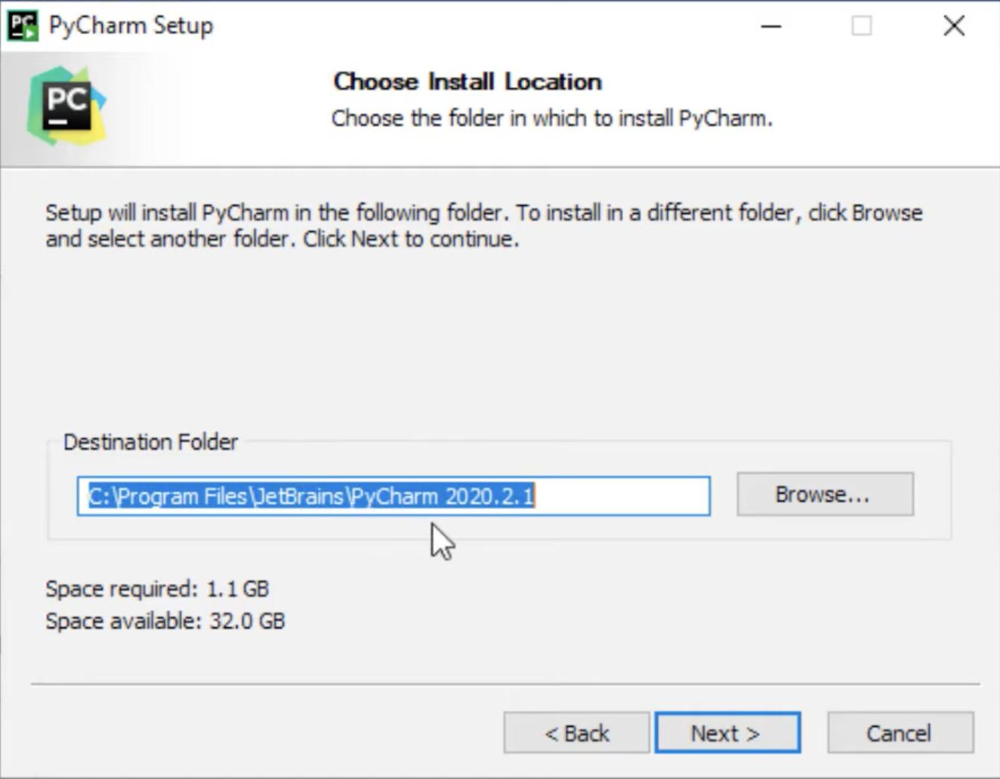 PyCharm Setup
PC
Choose Install Location
Choose the folder in which to install PyCharm.
Setup will install PyCharm in the following folder. To install in a different folder, click Browse
and select another folder. Click Next to continue.
Destination Folder
C:\Program Files\JetBrains\PyCharm 2020.2.1
Browse...
Space required: 1.1 GB
Space available: 32.0 GB
< Back
Next >
Cancel